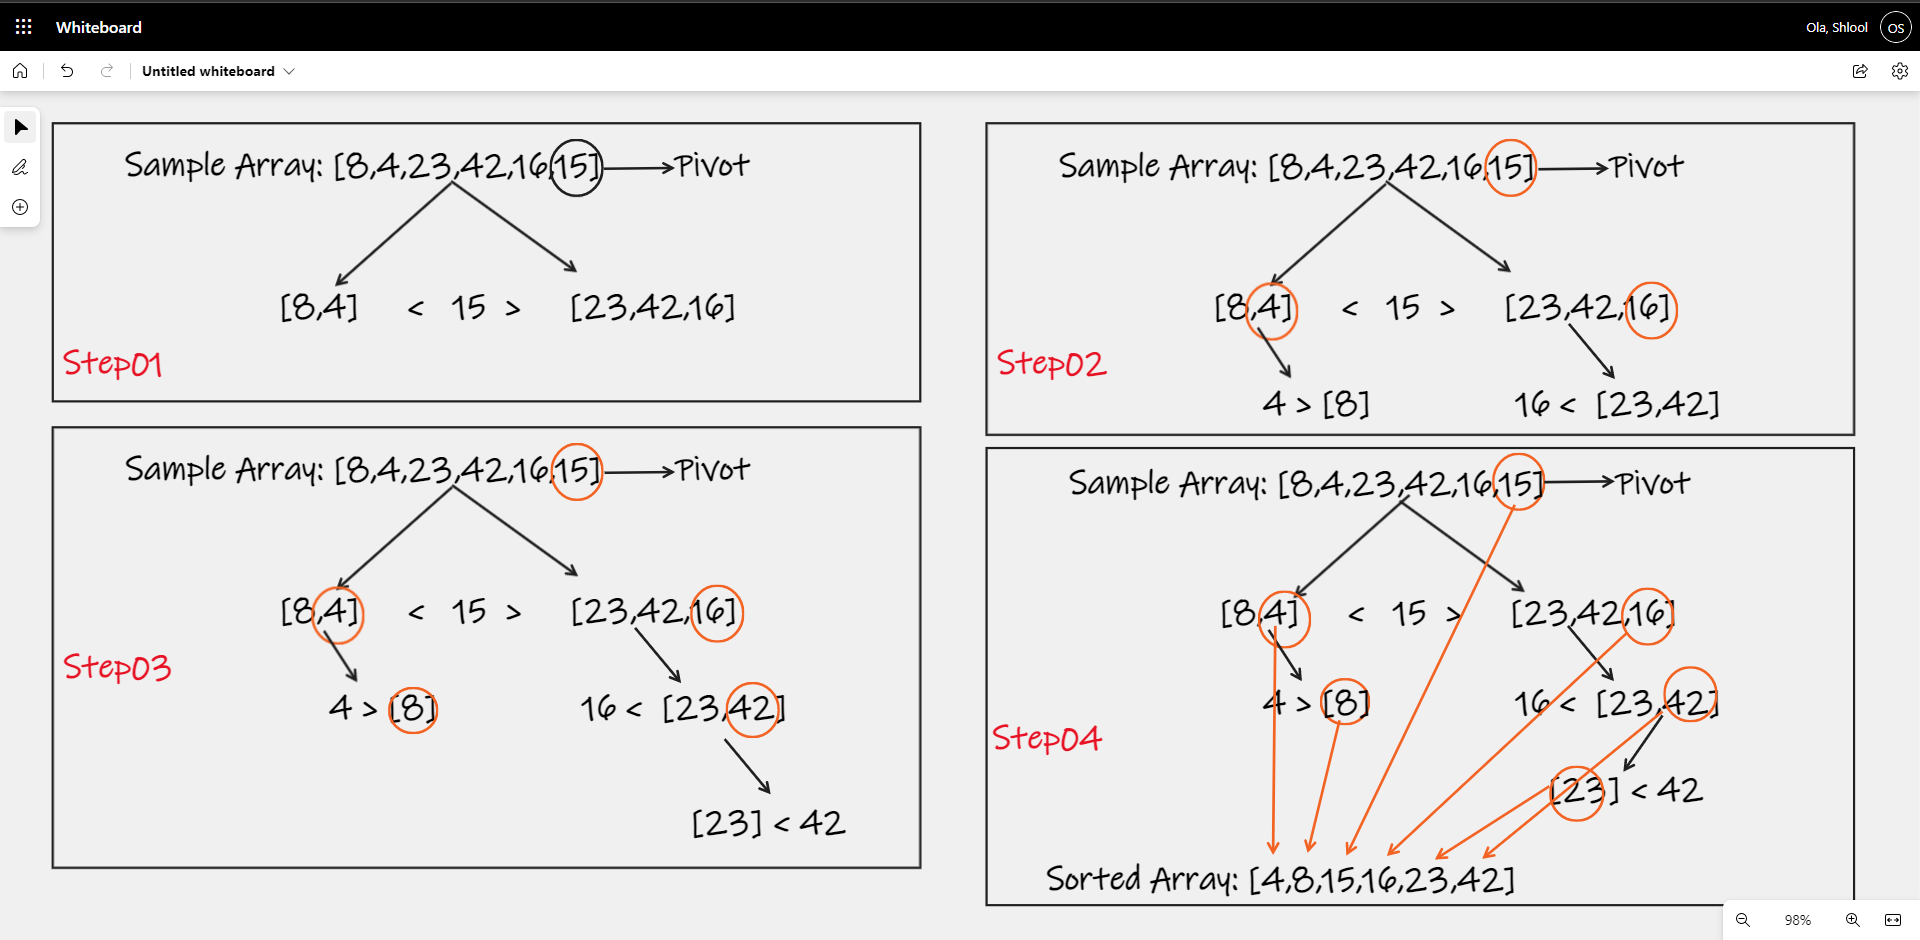 Whiteboard
Ola, Shlool
OS
Untitled whiteboard
Sample Array: [8,4,23,42,16,15] Pivot
[8,4] < 15 > [23,42,16]
Step01
Sample Array: [8,4,23,42,16,15] Pivot
[8,4] < 15 > [23,42,16]
Step02
4 > [8] 16 < [23,42]
Sample Array: [8,4,23,42,16,15] Pivot
[8,4] < 15 > [23,42,16]
Step03
4 > [8] 16 < [23,42]
[23] < 42
Sample Array: [8,4,23,42,16,15] Pivot
[8,4] < 15 > [23,42,16]
4 > [8] 16 < [23,42]
Step04
[23] < 42
Sorted Array: [4,8,15,16,23,42]
98%